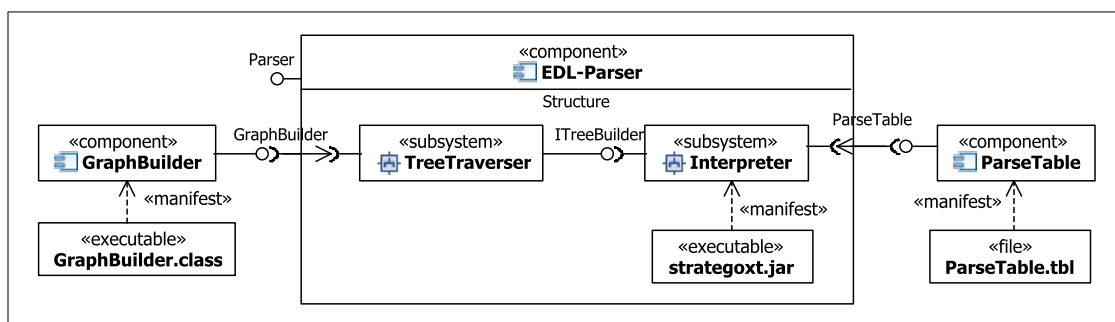 «component»
EDL-Parser
Parser
Structure
«component»
GraphBuilder
GraphBuilder
«subsystem»
TreeTraverser
ITreeBuilder
«subsystem»
Interpreter
ParseTable
«component»
ParseTable
«manifest»
«manifest»
«manifest»
«executable»
GraphBuilder.class
«executable»
strategoxt.jar
«file»
ParseTable.tbl